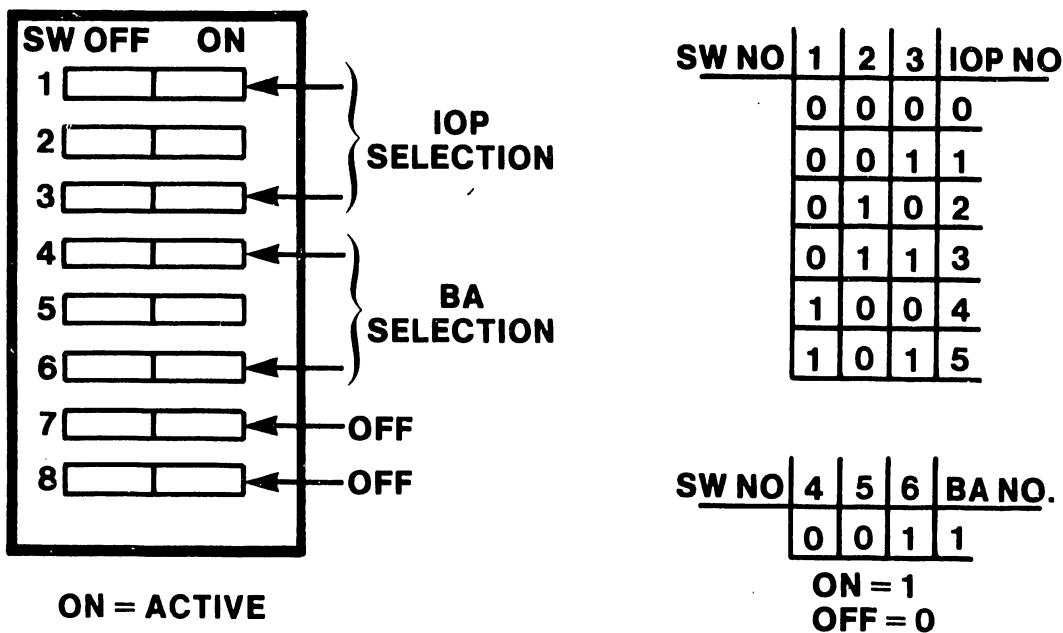 SW OFF ON
1
2
3
IOP
SELECTION
4
5
6
BA
SELECTION
7 OFF
8 OFF
ON = ACTIVE
SW NO 1 2 3 IOP NO
0 0 0 0
0 0 1 1
0 1 0 2
0 1 1 3
1 0 0 4
1 0 1 5
SW NO 4 5 6 BA NO.
0 0 1 1
ON = 1
OFF = 0